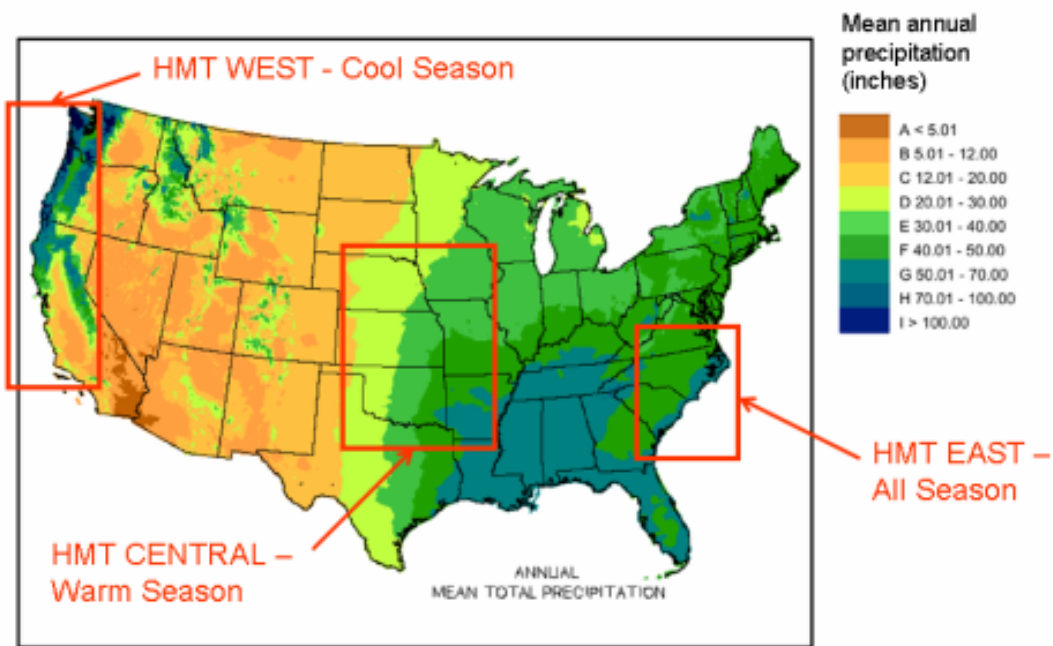 HMT WEST - Cool Season
Mean annual
precipitation
(inches)
A < 5.01
B 5.01 - 12.00
C 12.01 - 20.00
D 20.01 - 30.00
E 30.01 - 40.00
F 40.01 - 50.00
G 50.01 - 70.00
H 70.01 - 100.00
I > 100.00
HMT EAST –
All Season
HMT CENTRAL –
Warm Season
ANNUAL
MEAN TOTAL PRECIPITATION